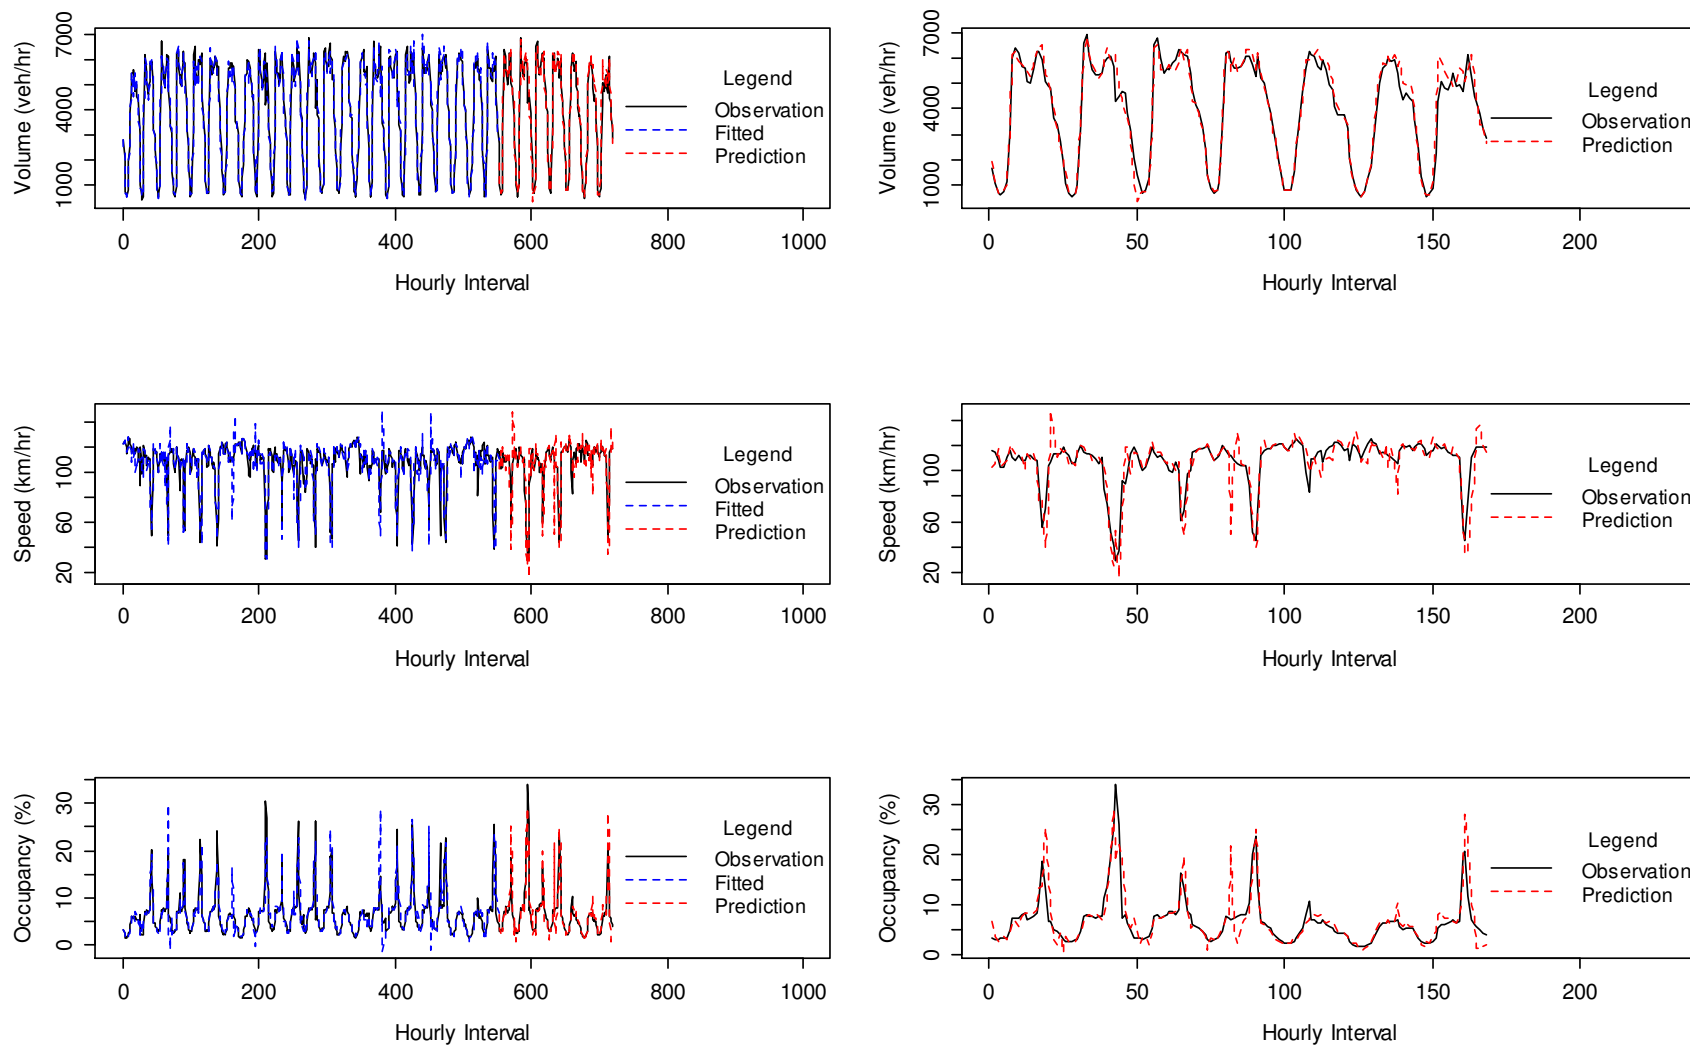 Volume (veh/hr)
7000
4000
1000
Legend
Observation
Fitted
Prediction
0 200 400 600 800 1000
Hourly Interval
Volume (veh/hr)
7000
4000
1000
Legend
Observation
Prediction
0 50 100 150 200
Hourly Interval
Speed (km/hr)
100
60
20
Legend
Observation
Fitted
Prediction
0 200 400 600 800 1000
Hourly Interval
Speed (km/hr)
100
60
20
Legend
Observation
Prediction
0 50 100 150 200
Hourly Interval
Occupancy (%)
30
20
10
0
Legend
Observation
Fitted
Prediction
0 200 400 600 800 1000
Hourly Interval
Occupancy (%)
30
20
10
0
Legend
Observation
Prediction
0 50 100 150 200
Hourly Interval